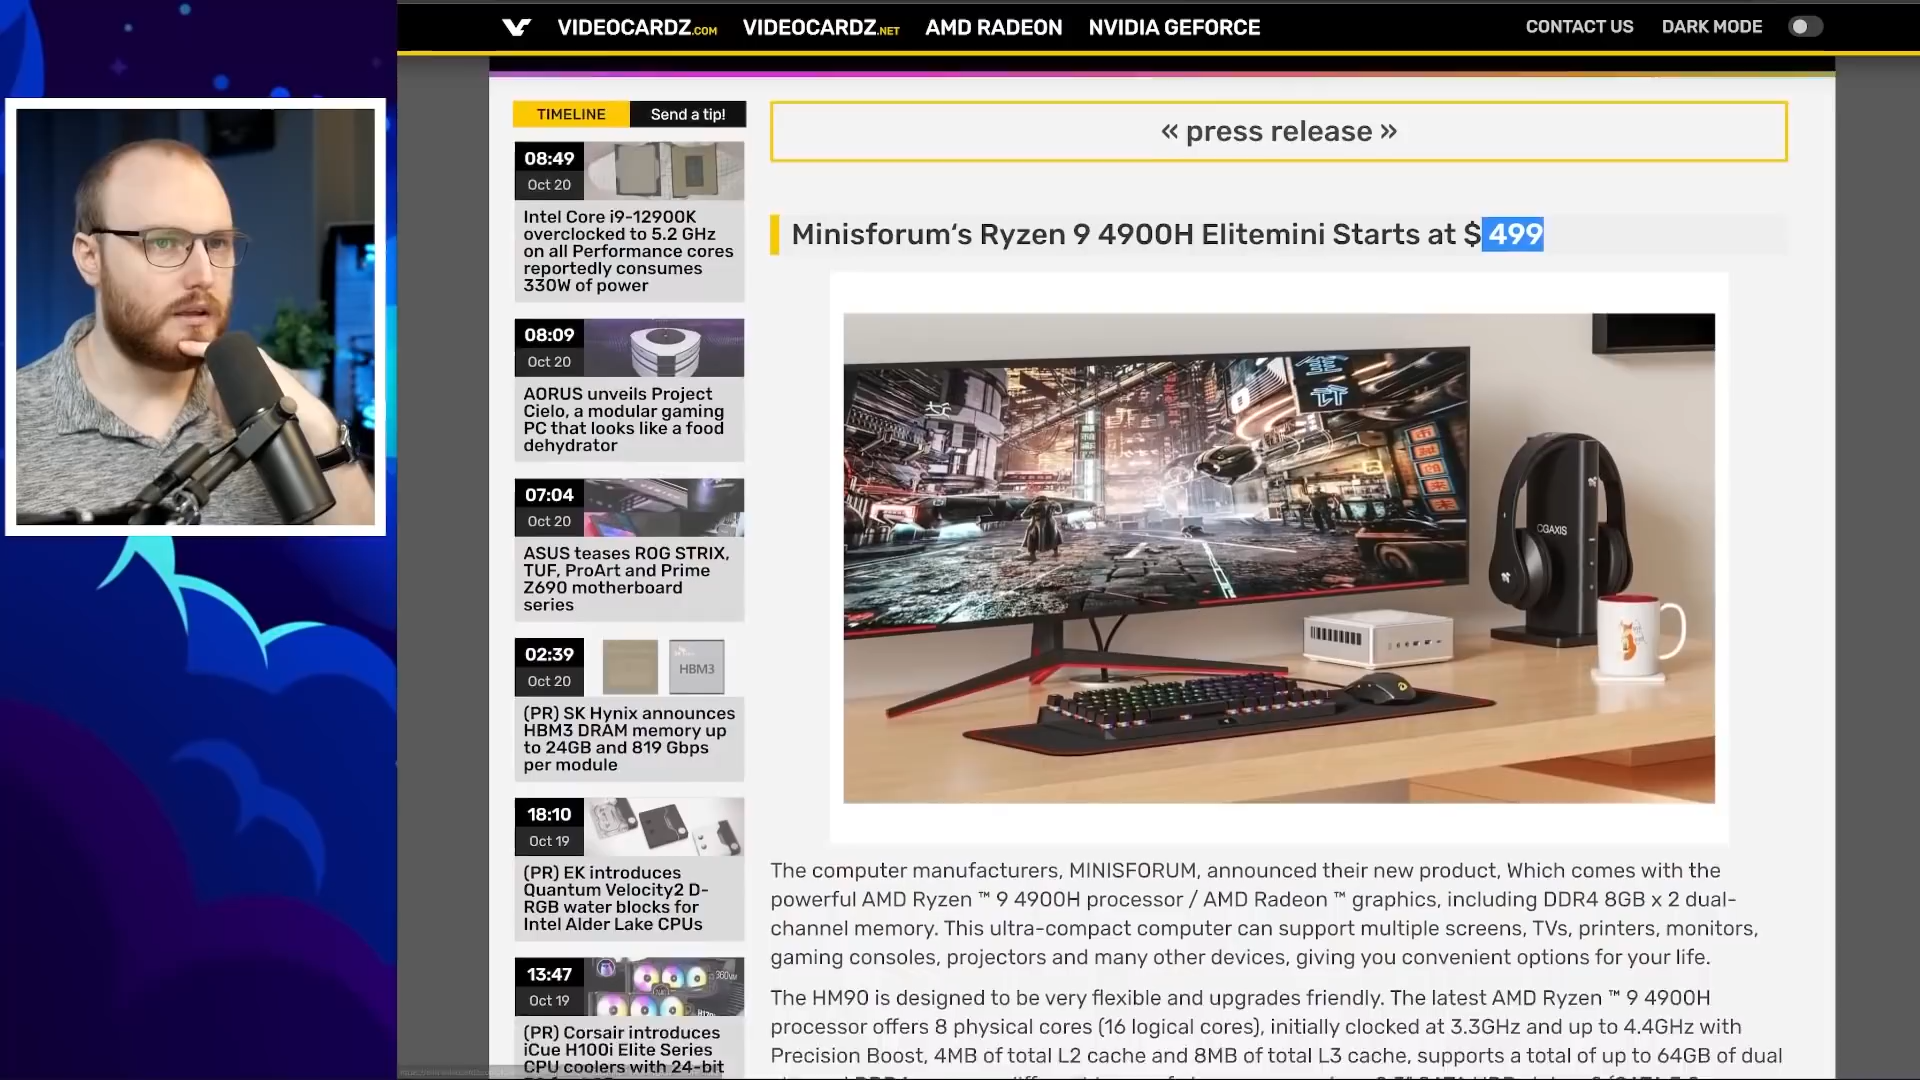 VIDEOCARDZ.COM VIDEOCARDZ.NET AMD RADEON NVIDIA GEFORCE CONTACT US DARK MODE
TIMELINE Send a tip!
08:49
Oct 20
Intel Core i9-12900K
overclocked to 5.2 GHz
on all Performance cores
reportedly consumes
330W of power
08:09
Oct 20
AORUS unveils Project
Cielo, a modular gaming
PC that looks like a food
dehydrator
07:04
Oct 20
ASUS teases ROG STRIX,
TUF, ProArt and Prime
Z690 motherboard
series
02:39
Oct 20
HBM3
(PR) SK Hynix announces
HBM3 DRAM memory up
to 24GB and 819 Gbps
per module
18:10
Oct 19
(PR) EK introduces
Quantum Velocity2 D-
RGB water blocks for
Intel Alder Lake CPUs
13:47
Oct 19
(PR) Corsair introduces
iCue H100i Elite Series
CPU coolers with 24-bit
« press release »
Minisforum‘s Ryzen 9 4900H Elitemini Starts at $ 499
CGAXIS
The computer manufacturers, MINISFORUM, announced their new product, Which comes with the
powerful AMD Ryzen ™ 9 4900H processor / AMD Radeon ™ graphics, including DDR4 8GB x 2 dual-
channel memory. This ultra-compact computer can support multiple screens, TVs, printers, monitors,
gaming consoles, projectors and many other devices, giving you convenient options for your life.
The HM90 is designed to be very flexible and upgrades friendly. The latest AMD Ryzen ™ 9 4900H
processor offers 8 physical cores (16 logical cores), initially clocked at 3.3GHz and up to 4.4GHz with
Precision Boost, 4MB of total L2 cache and 8MB of total L3 cache, supports a total of up to 64GB of dual